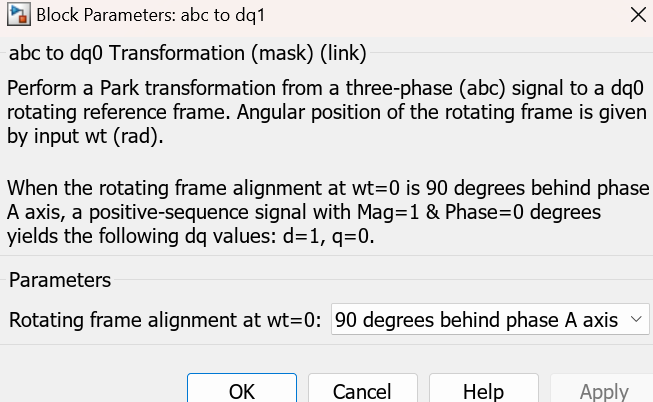 Block Parameters: abc to dq1
abc to dq0 Transformation (mask) (link)
Perform a Park transformation from a three-phase (abc) signal to a dq0
rotating reference frame. Angular position of the rotating frame is given
by input wt (rad).
When the rotating frame alignment at wt=0 is 90 degrees behind phase
A axis, a positive-sequence signal with Mag=1 & Phase=0 degrees
yields the following dq values: d=1, q=0.
Parameters
Rotating frame alignment at wt=0: 90 degrees behind phase A axis
OK Cancel Help Apply